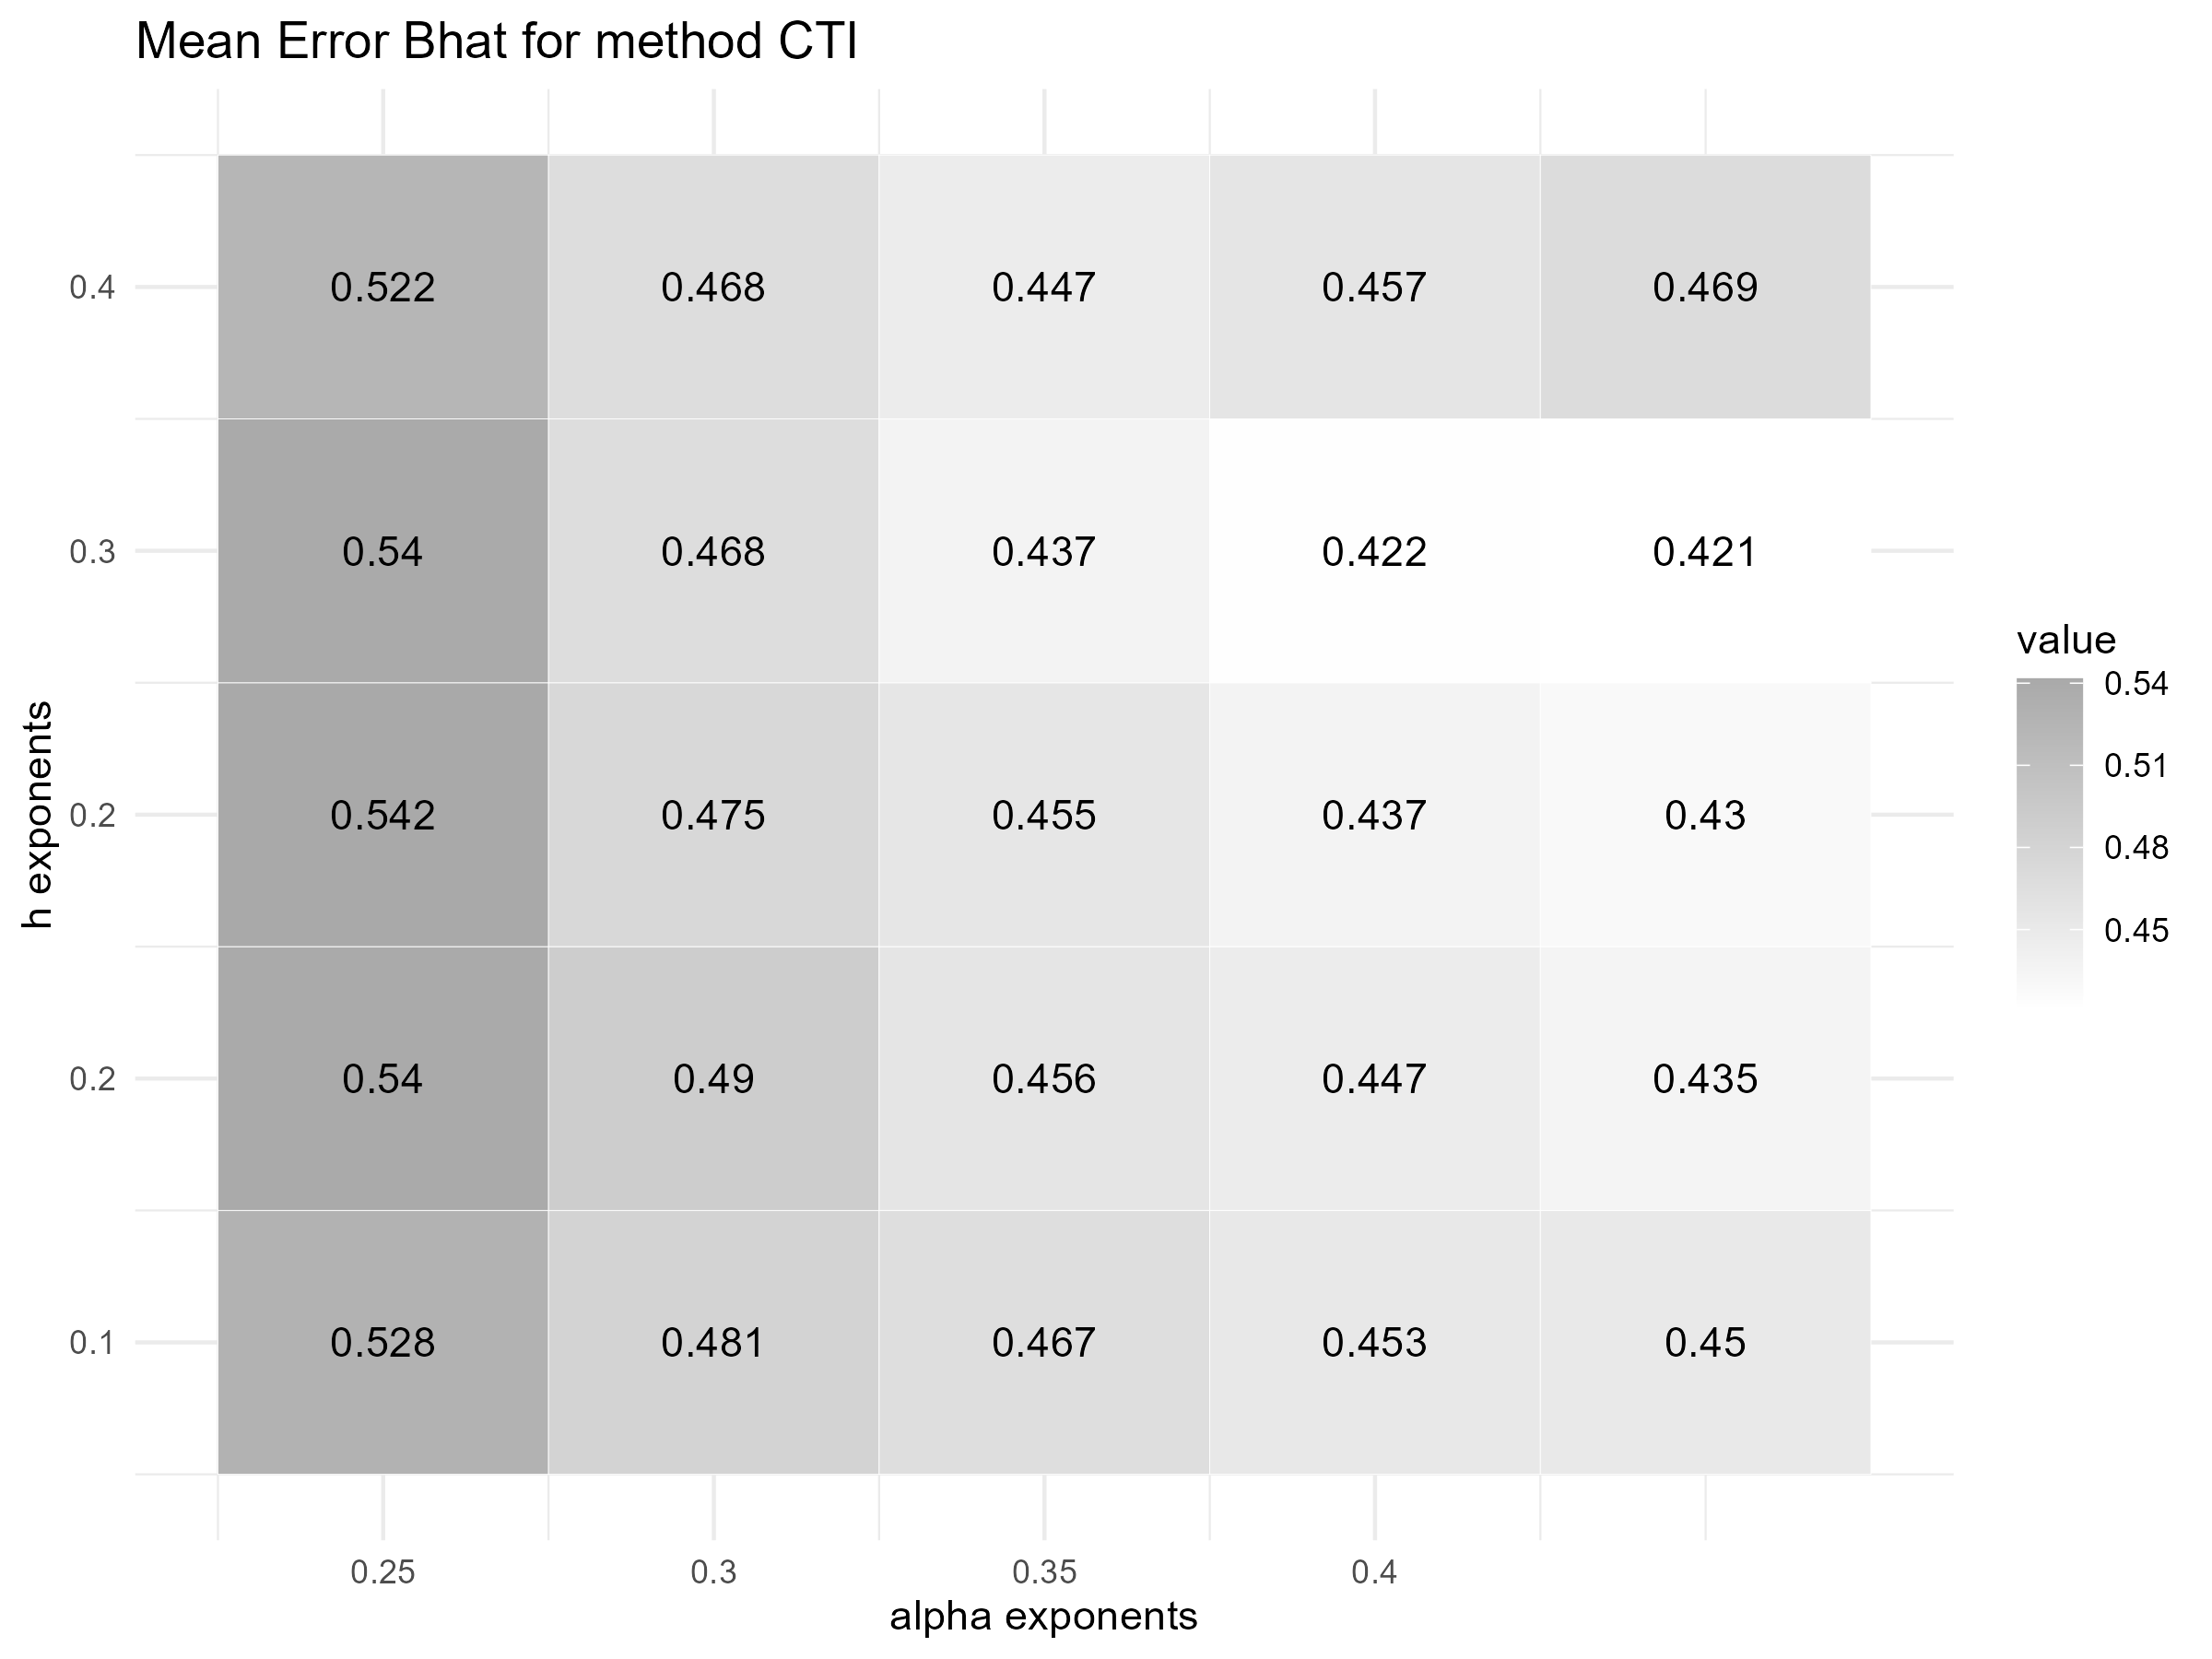 Mean Error Bhat for method CTI
0.4 0.522 0.468 0.447 0.457 0.469
0.3 0.54 0.468 0.437 0.422 0.421
0.2 0.542 0.475 0.455 0.437 0.43
0.2 0.54 0.49 0.456 0.447 0.435
0.1 0.528 0.481 0.467 0.453 0.45
h exponents
0.25 0.3 0.35 0.4
alpha exponents
value
0.54
0.51
0.48
0.45